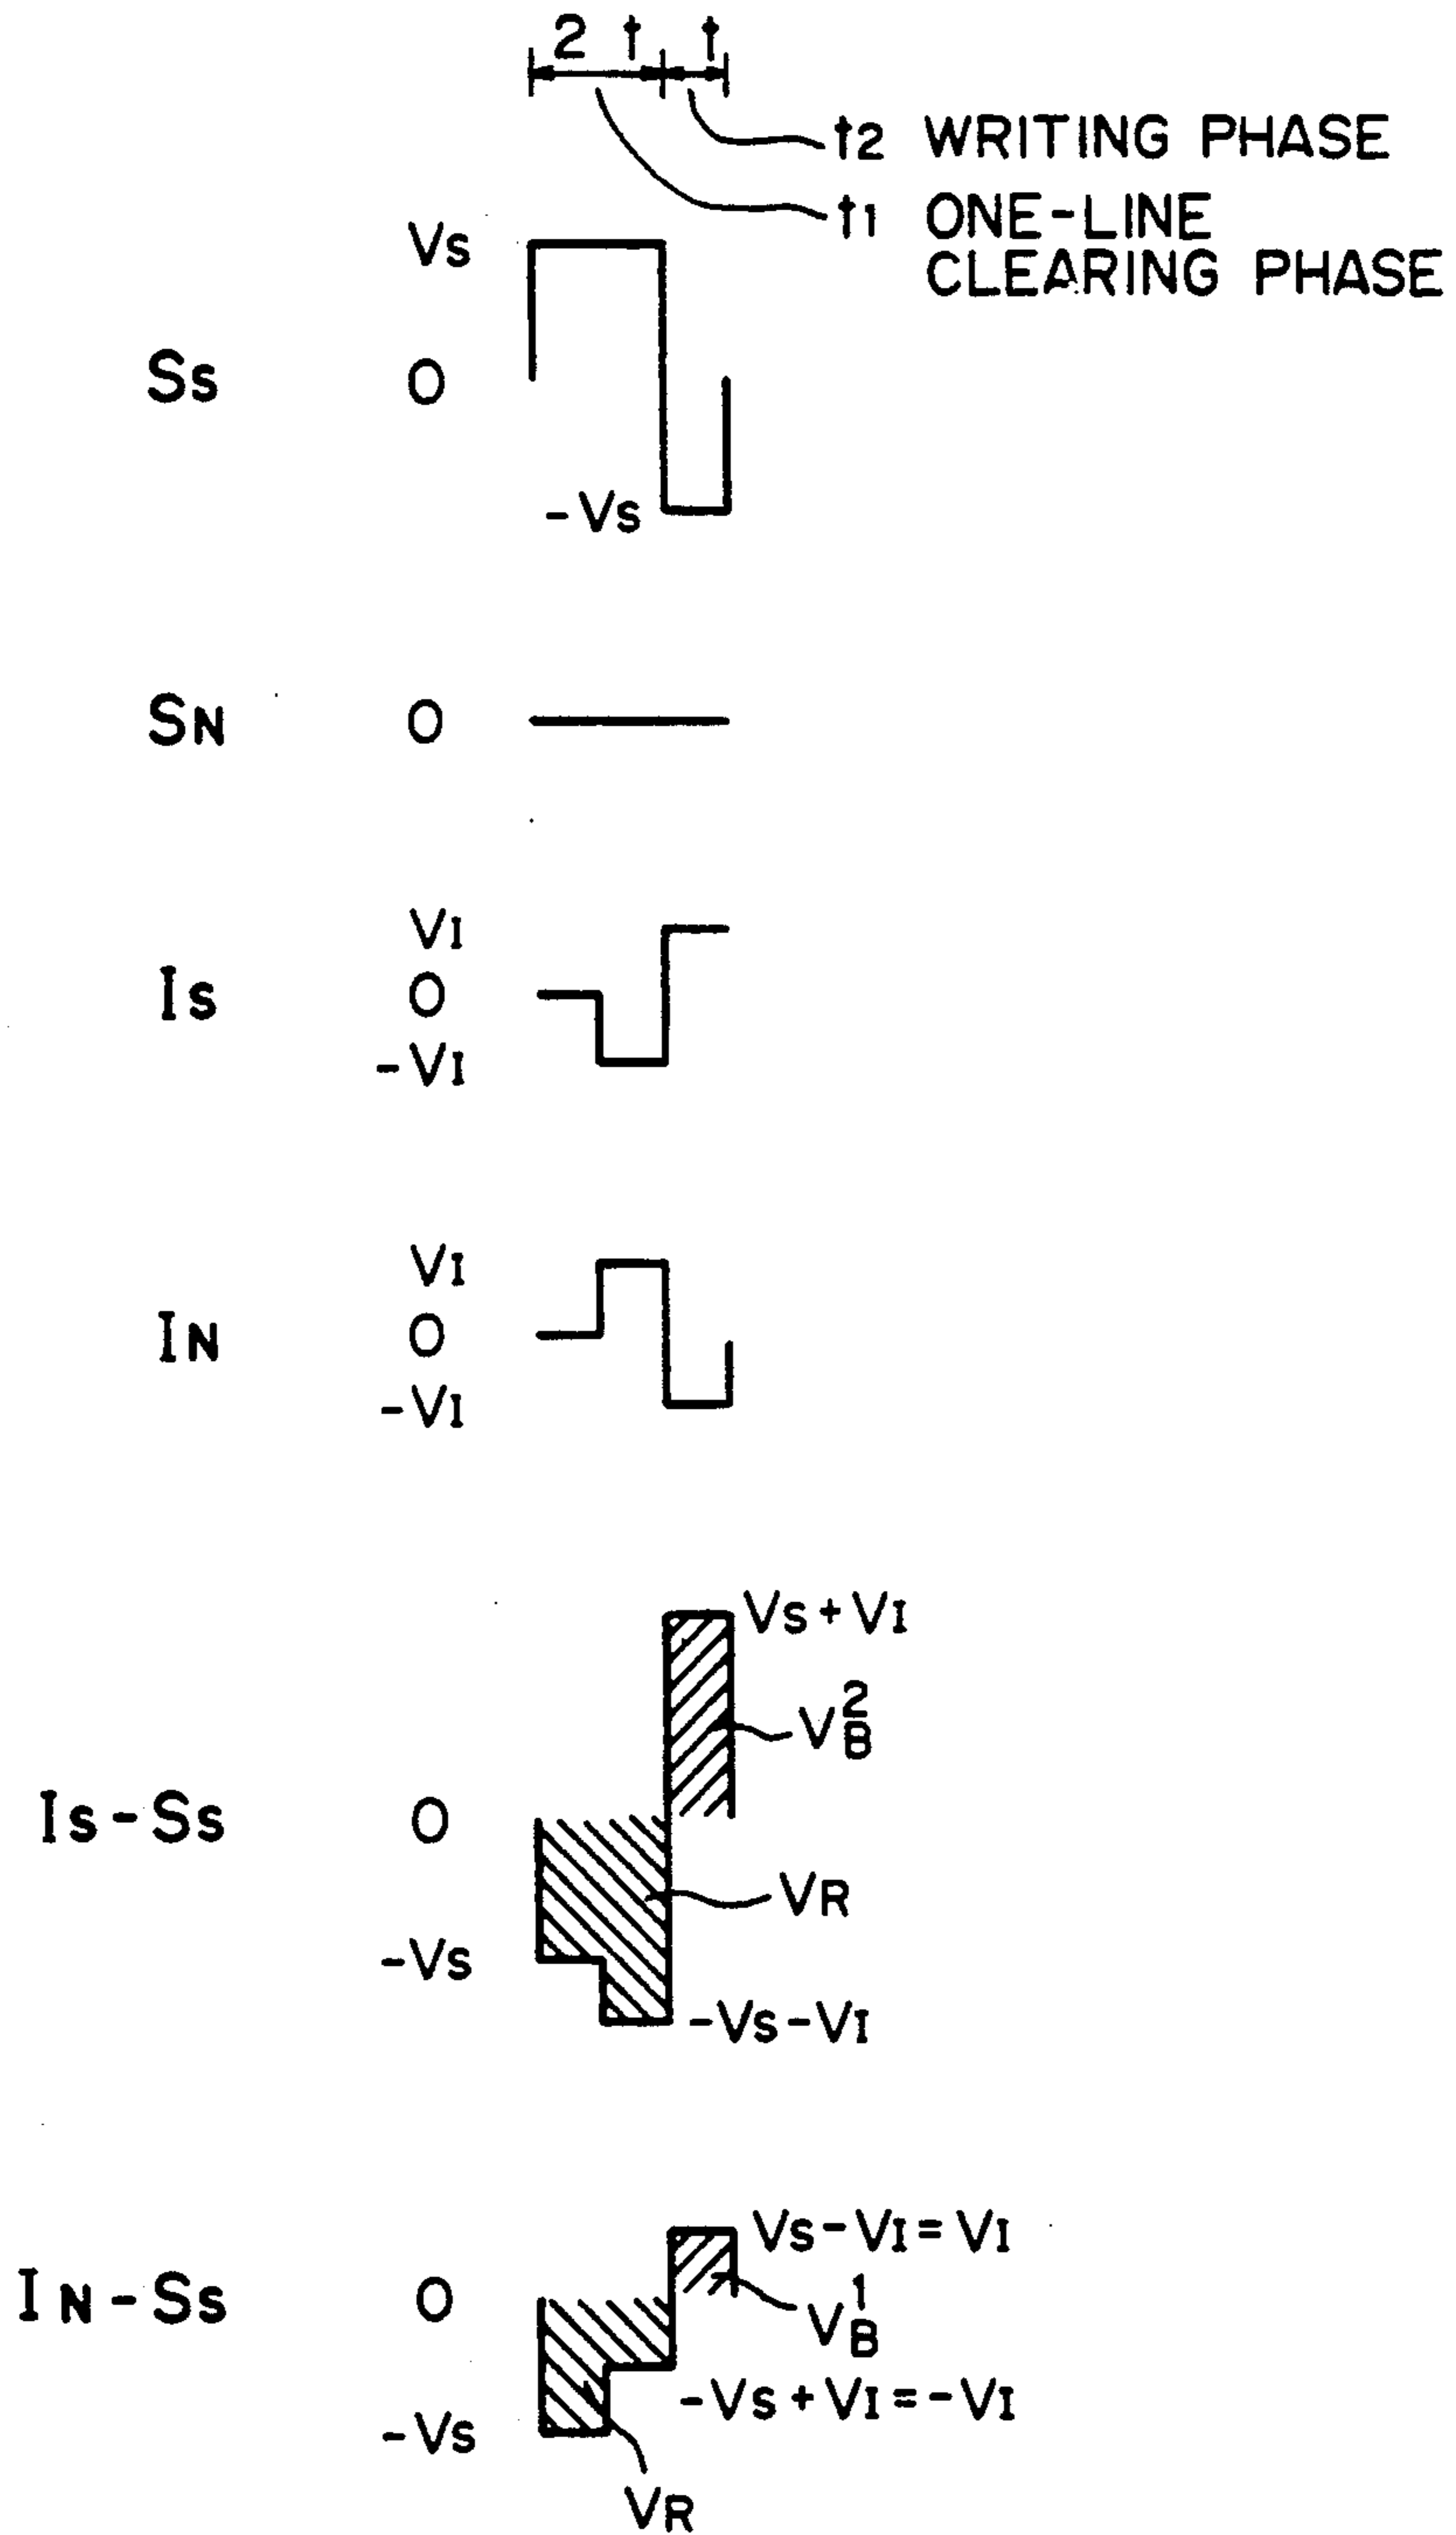 2 t t
t2 WRITING PHASE
t1 ONE-LINE
CLEARING PHASE
Vs
Ss 0
-Vs
SN 0
VI
Is 0
-VI
VI
IN 0
-VI
Vs+VI
VB2
Is-Ss 0
VR
-Vs
-Vs-VI
Vs-VI=VI
IN-Ss 0
VB1
-Vs+VI=-VI
-Vs
VR